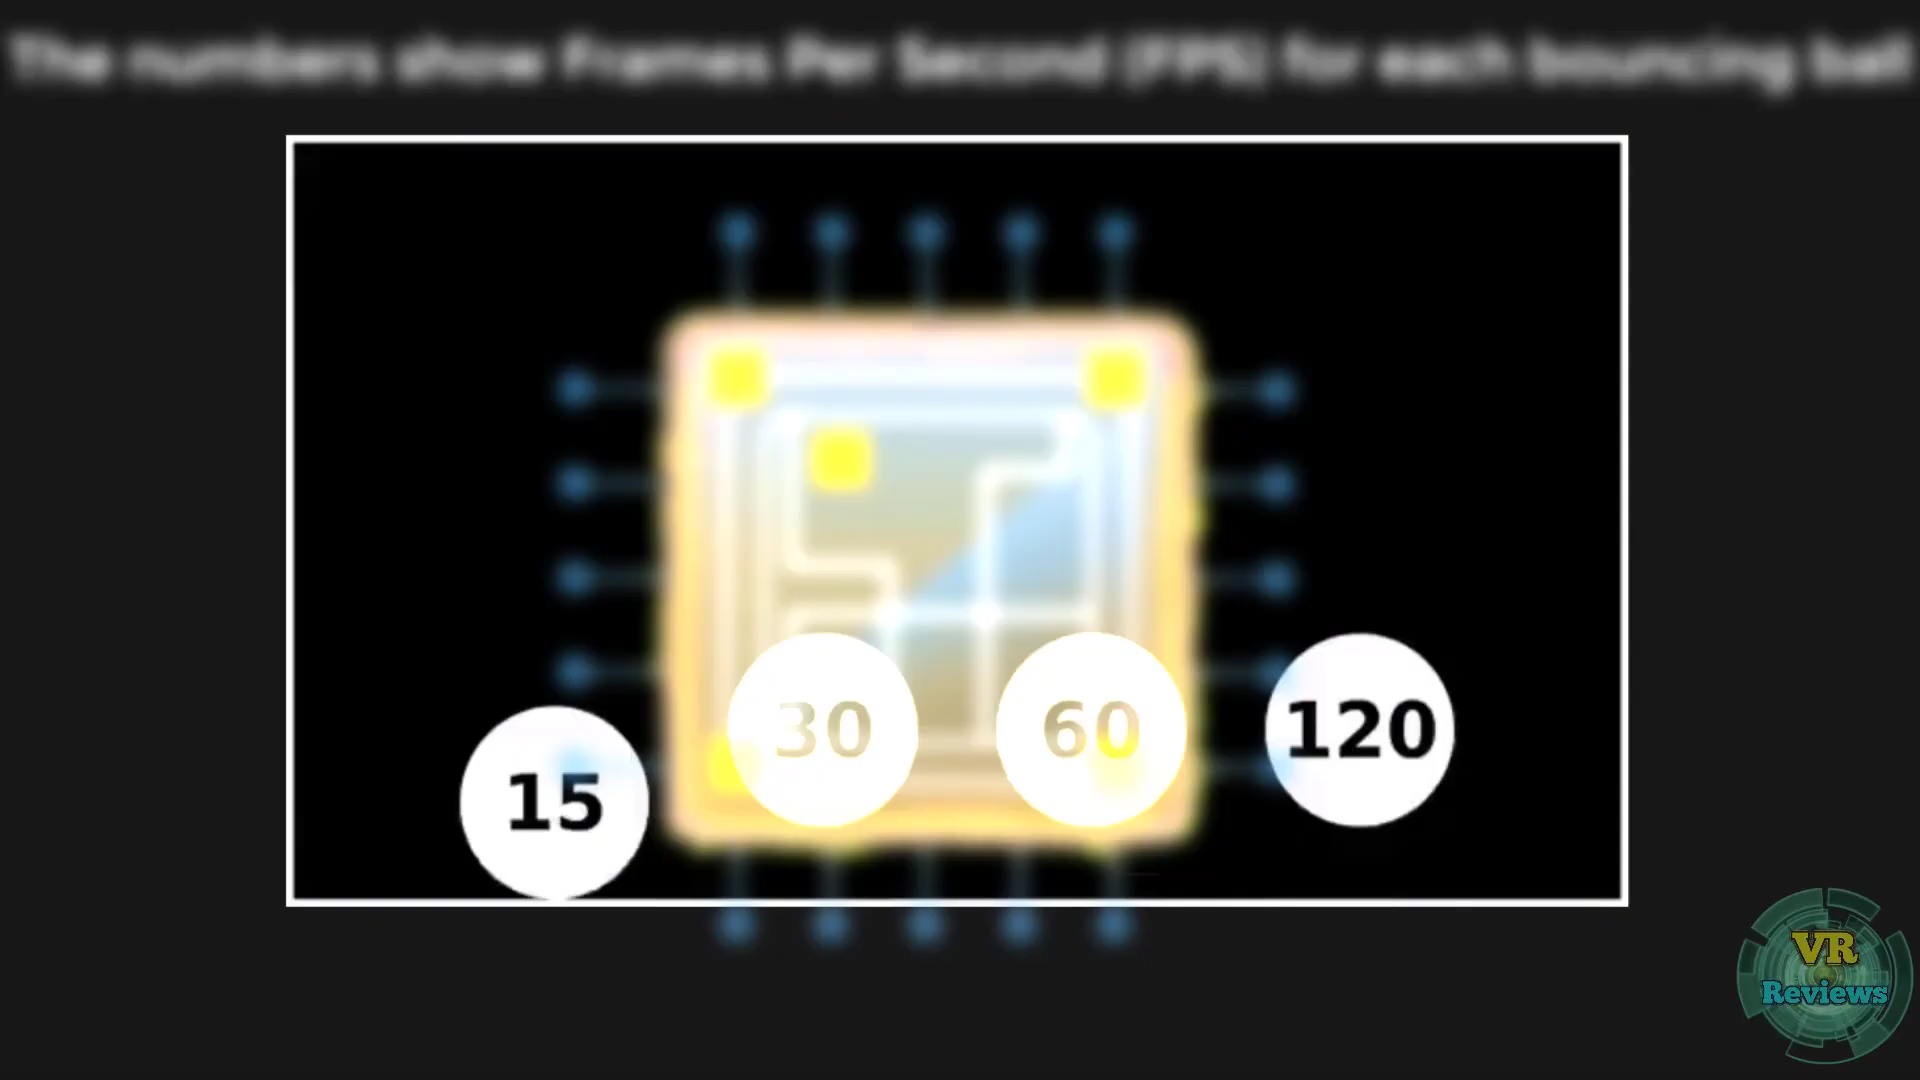 The numbers show Frames Per Second (FPS) for each bouncing ball
15
30
60
120
VR
Reviews